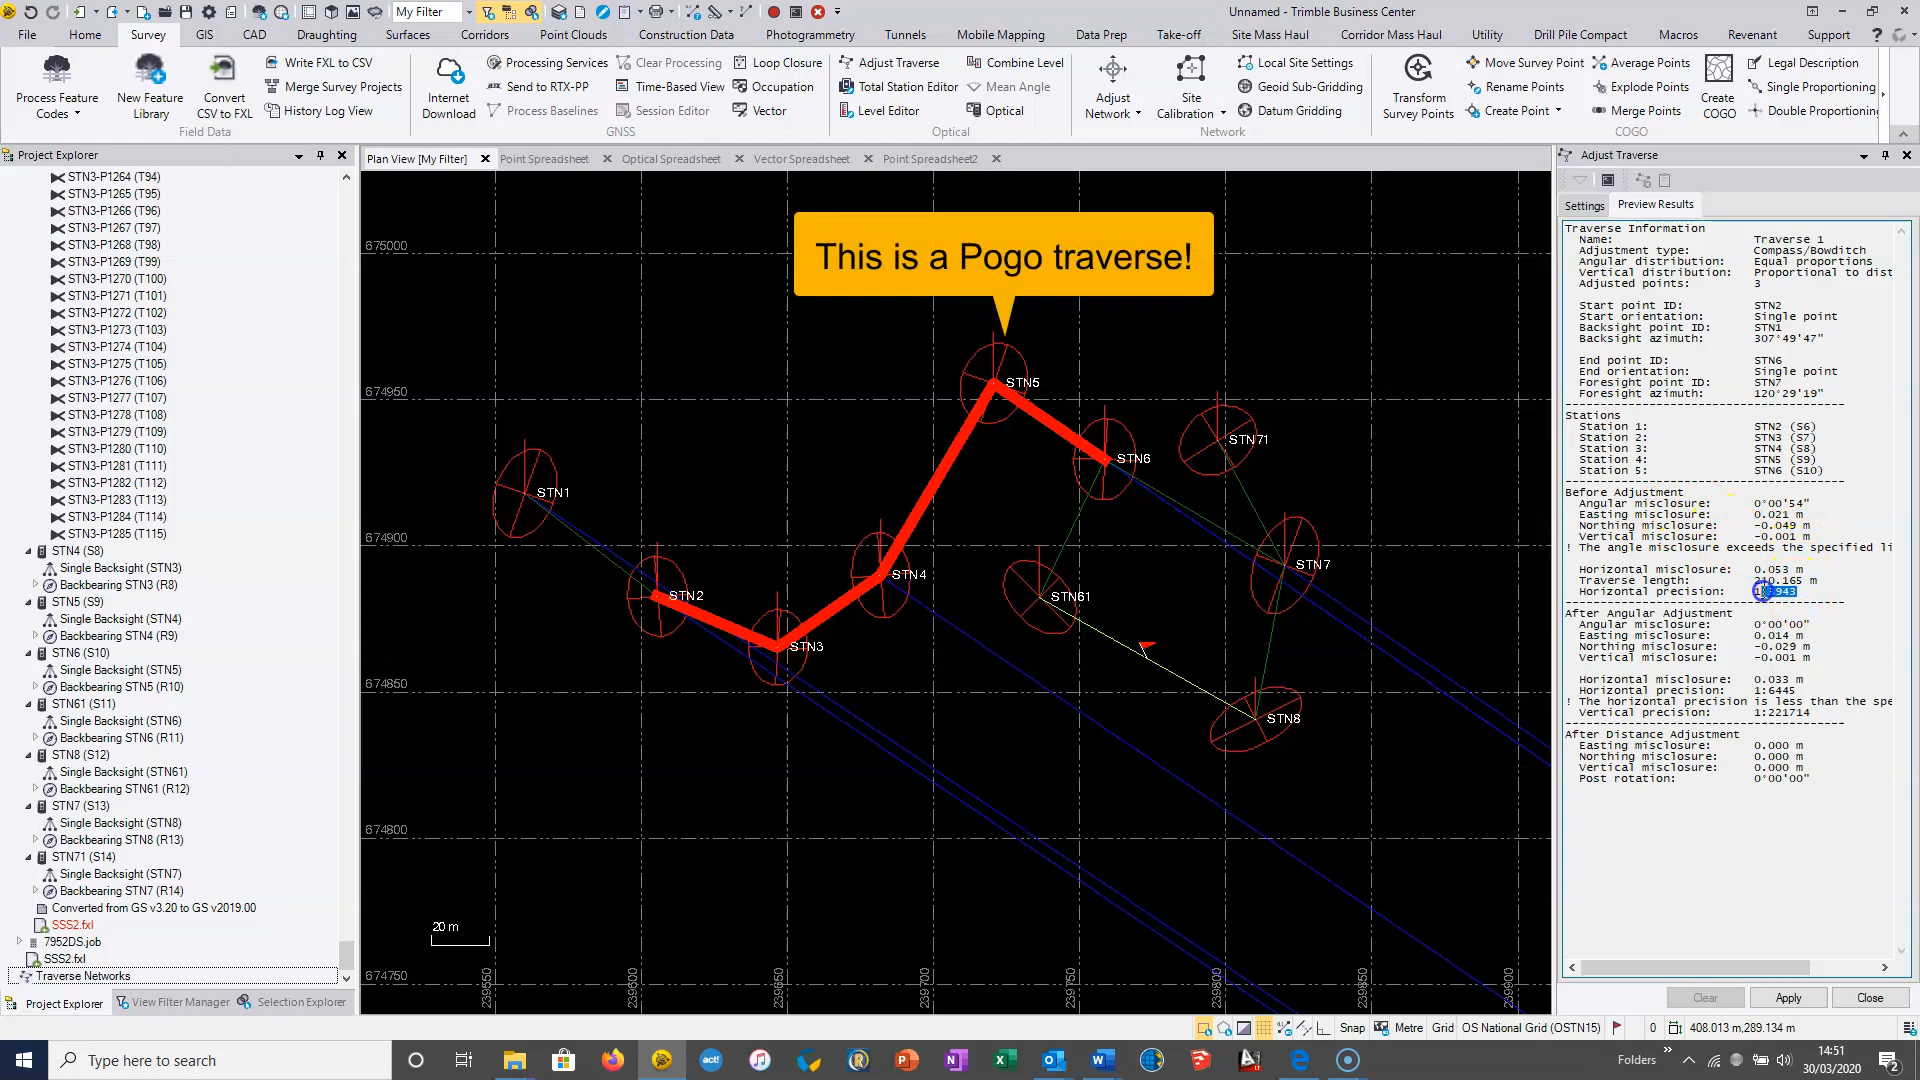 My Filter
Unnamed - Trimble Business Center
File Home Survey GIS CAD Draughting Surfaces Corridors Point Clouds Construction Data Photogrammetry Tunnels Mobile Mapping Data Prep Take-off Site Mass Haul Corridor Mass Haul Utility Drill Pile Compact Macros Revenant Support
Process Feature Codes
New Feature Library
Convert CSV to FXL
Write FXL to CSV
Merge Survey Projects
History Log View
Field Data
Internet Download
Processing Services
Send to RTX-PP
Process Baselines
Clear Processing
Time-Based View
Session Editor
Loop Closure
Occupation
Vector
GNSS
Adjust Traverse
Total Station Editor
Level Editor
Combine Level
Mean Angle
Optical
Optical
Adjust Network
Site Calibration
Local Site Settings
Geoid Sub-Gridding
Datum Gridding
Network
Transform Survey Points
Move Survey Point
Rename Points
Create Point
Average Points
Explode Points
Merge Points
Create COGO
Legal Description
Single Proportioning
Double Proportionin
COGO
Project Explorer
STN3-P1264 (T94)
STN3-P1265 (T95)
STN3-P1266 (T96)
STN3-P1267 (T97)
STN3-P1268 (T98)
STN3-P1269 (T99)
STN3-P1270 (T100)
STN3-P1271 (T101)
STN3-P1272 (T102)
STN3-P1273 (T103)
STN3-P1274 (T104)
STN3-P1275 (T105)
STN3-P1276 (T106)
STN3-P1277 (T107)
STN3-P1278 (T108)
STN3-P1279 (T109)
STN3-P1280 (T110)
STN3-P1281 (T111)
STN3-P1282 (T112)
STN3-P1283 (T113)
STN3-P1284 (T114)
STN3-P1285 (T115)
STN4 (S8)
Single Backsight (STN3)
Backbearing STN3 (R8)
STN5 (S9)
Single Backsight (STN4)
Backbearing STN4 (R9)
STN6 (S10)
Single Backsight (STN5)
Backbearing STN5 (R10)
STN61 (S11)
Single Backsight (STN6)
Backbearing STN6 (R11)
STN8 (S12)
Single Backsight (STN61)
Backbearing STN61 (R12)
STN7 (S13)
Single Backsight (STN8)
Backbearing STN8 (R13)
STN71 (S14)
Single Backsight (STN7)
Backbearing STN7 (R14)
Converted from GS v3.20 to GS v2019.00
SSS2.fxl
7952DS.job
SSS2.fxl
Traverse Networks
Project Explorer View Filter Manager Selection Explorer
Plan View [My Filter] Point Spreadsheet Optical Spreadsheet Vector Spreadsheet Point Spreadsheet2
This is a Pogo traverse!
675000
674950
674900
674850
674800
674750
STN5
STN71
STN6
STN1
STN4
STN7
STN2
STN61
STN3
STN8
20 m
239550
239600
239650
239700
239750
239800
239850
239900
Adjust Traverse
Settings Preview Results
Traverse Information
Name: Traverse 1
Adjustment type: Compass/Bowditch
Angular distribution: Equal proportions
Vertical distribution: Proportional to dist
Adjusted points: 3
Start point ID: STN2
Start orientation: Single point
Backsight point ID: STN1
Backsight azimuth: 307°49'47"
End point ID: STN6
End orientation: Single point
Foresight point ID: STN7
Foresight azimuth: 120°29'19"
Stations
Station 1: STN2 (S6)
Station 2: STN3 (S7)
Station 3: STN4 (S8)
Station 4: STN5 (S9)
Station 5: STN6 (S10)
Before Adjustment
Angular misclosure: 0°00'54"
Easting misclosure: 0.021 m
Northing misclosure: -0.049 m
Vertical misclosure: -0.001 m
! The angle misclosure exceeds the specified li
Horizontal misclosure: 0.053 m
Traverse length: 210.165 m
Horizontal precision:
After Angular Adjustment
Angular misclosure: 0°00'00"
Easting misclosure: 0.014 m
Northing misclosure: -0.029 m
Vertical misclosure: -0.001 m
Horizontal misclosure: 0.033 m
Horizontal precision: 1:6445
! The horizontal precision is less than the spe
Vertical precision: 1:221714
After Distance Adjustment
Easting misclosure: 0.000 m
Northing misclosure: 0.000 m
Vertical misclosure: 0.000 m
Post rotation: 0°00'00"
Clear Apply Close
Snap Metre Grid OS National Grid (OSTN15) 0 408.013 m,289.134 m
Type here to search
act!
Folders
14:51
30/03/2020
2